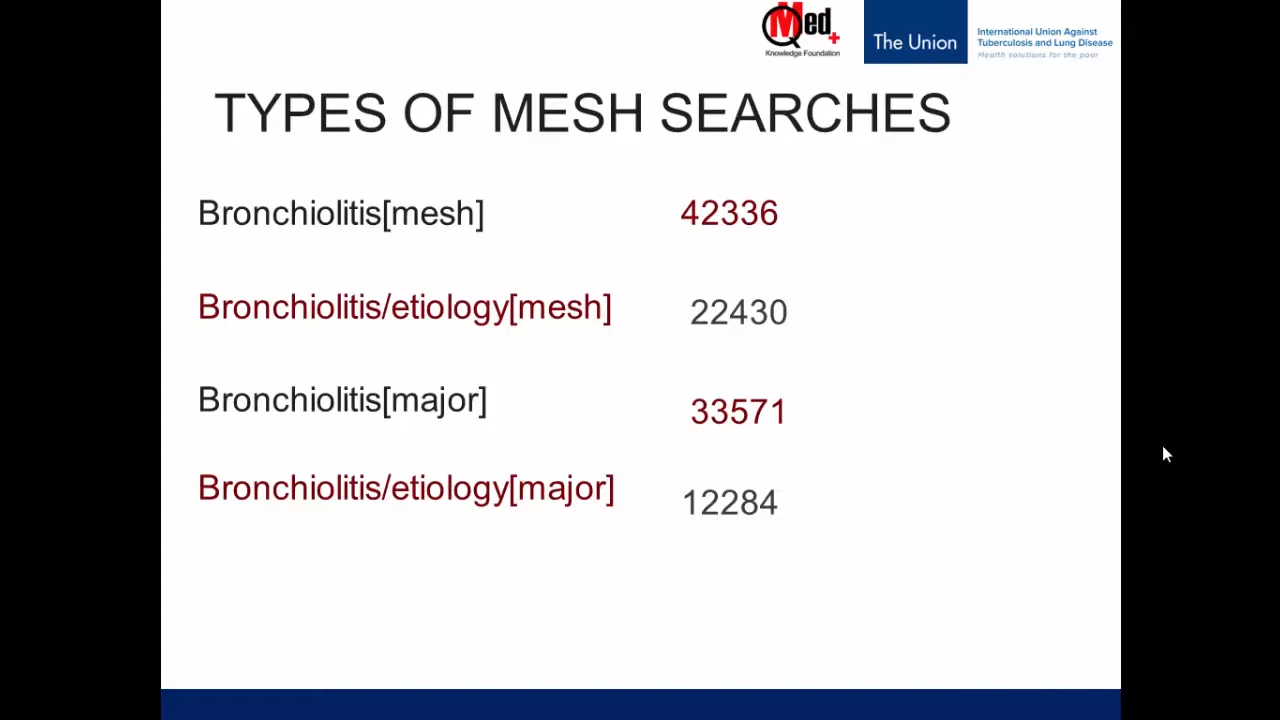 QMed+
Knowledge Foundation
The Union
International Union Against
Tuberculosis and Lung Disease
Health solutions for the poor
TYPES OF MESH SEARCHES
Bronchiolitis[mesh] 42336
Bronchiolitis/etiology[mesh] 22430
Bronchiolitis[major] 33571
Bronchiolitis/etiology[major] 12284